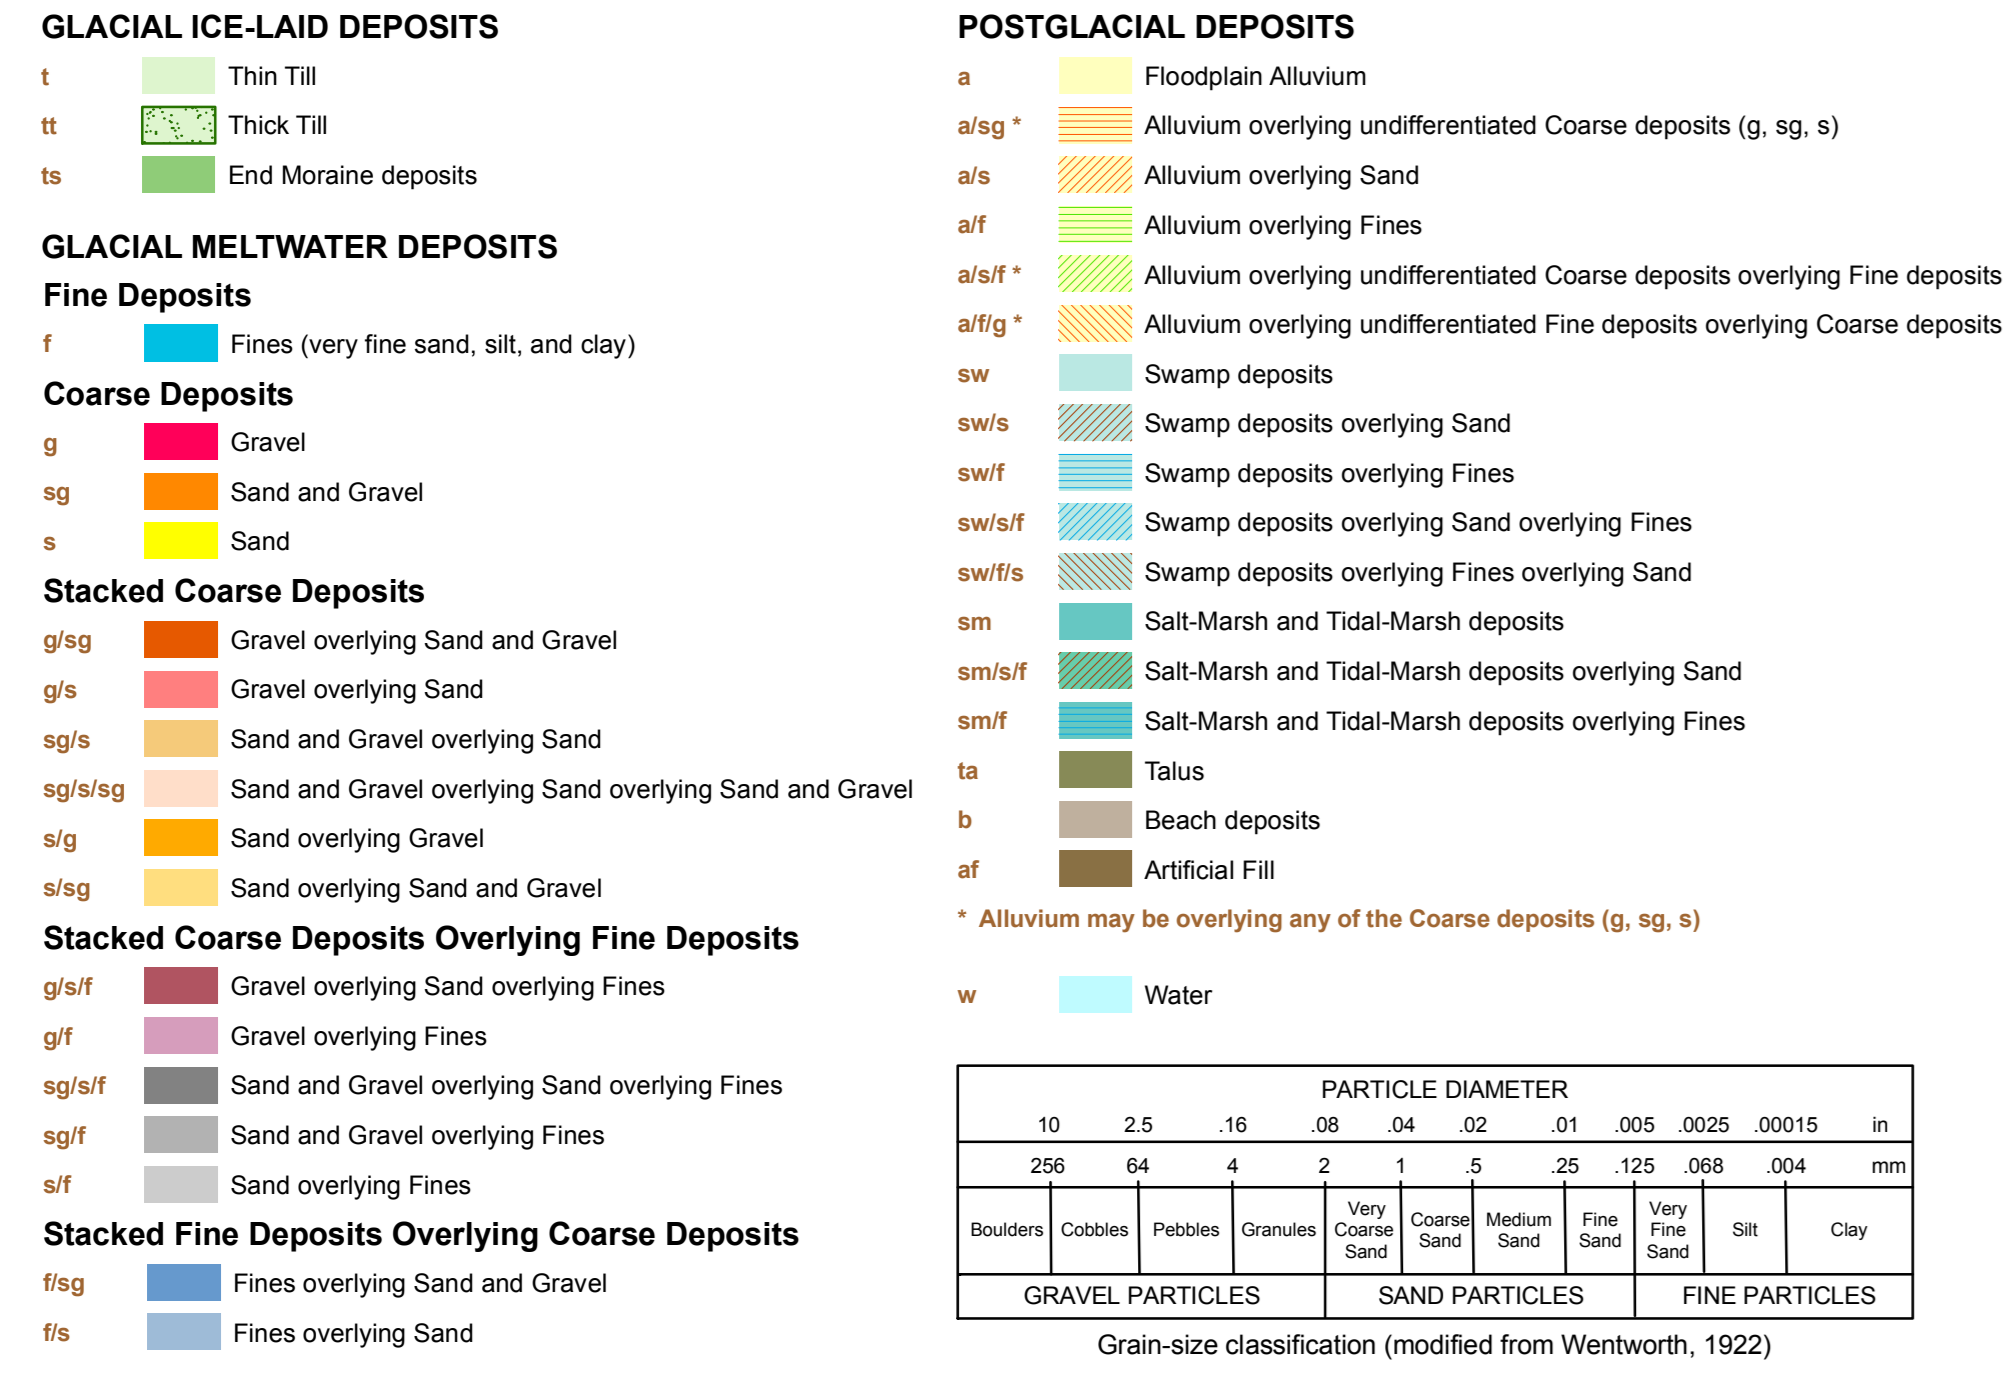 GLACIAL ICE-LAID DEPOSITS
t Thin Till
tt Thick Till
ts End Moraine deposits
GLACIAL MELTWATER DEPOSITS
Fine Deposits
f Fines (very fine sand, silt, and clay)
Coarse Deposits
g Gravel
sg Sand and Gravel
s Sand
Stacked Coarse Deposits
g/sg Gravel overlying Sand and Gravel
g/s Gravel overlying Sand
sg/s Sand and Gravel overlying Sand
sg/s/sg Sand and Gravel overlying Sand overlying Sand and Gravel
s/g Sand overlying Gravel
s/sg Sand overlying Sand and Gravel
Stacked Coarse Deposits Overlying Fine Deposits
g/s/f Gravel overlying Sand overlying Fines
g/f Gravel overlying Fines
sg/s/f Sand and Gravel overlying Sand overlying Fines
sg/f Sand and Gravel overlying Fines
s/f Sand overlying Fines
Stacked Fine Deposits Overlying Coarse Deposits
f/sg Fines overlying Sand and Gravel
f/s Fines overlying Sand
POSTGLACIAL DEPOSITS
a Floodplain Alluvium
a/sg * Alluvium overlying undifferentiated Coarse deposits (g, sg, s)
a/s Alluvium overlying Sand
a/f Alluvium overlying Fines
a/s/f * Alluvium overlying undifferentiated Coarse deposits overlying Fine deposits
a/f/g * Alluvium overlying undifferentiated Fine deposits overlying Coarse deposits
sw Swamp deposits
sw/s Swamp deposits overlying Sand
sw/f Swamp deposits overlying Fines
sw/s/f Swamp deposits overlying Sand overlying Fines
sw/f/s Swamp deposits overlying Fines overlying Sand
sm Salt-Marsh and Tidal-Marsh deposits
sm/s/f Salt-Marsh and Tidal-Marsh deposits overlying Sand
sm/f Salt-Marsh and Tidal-Marsh deposits overlying Fines
ta Talus
b Beach deposits
af Artificial Fill
* Alluvium may be overlying any of the Coarse deposits (g, sg, s)
w Water
PARTICLE DIAMETER
10 2.5 .16 .08 .04 .02 .01 .005 .0025 .00015 in
256 64 4 2 1 .5 .25 .125 .068 .004 mm
Boulders Cobbles Pebbles Granules Very Coarse Sand Coarse Sand Medium Sand Fine Sand Very Fine Sand Silt Clay
GRAVEL PARTICLES SAND PARTICLES FINE PARTICLES
Grain-size classification (modified from Wentworth, 1922)